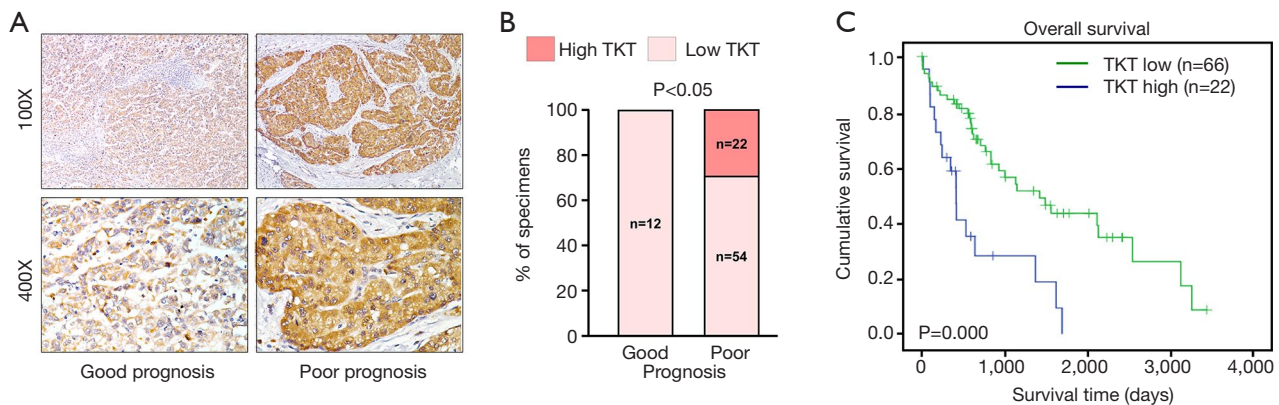 A
100X
400X
Good prognosis
Poor prognosis
B
High TKT
Low TKT
P<0.05
% of specimens
100
80
60
40
20
0
n=12
n=22
n=54
Good
Poor
Prognosis
C
Overall survival
TKT low (n=66)
TKT high (n=22)
Cumulative survival
1.0
0.8
0.6
0.4
0.2
0.0
P=0.000
0
1,000
2,000
3,000
4,000
Survival time (days)